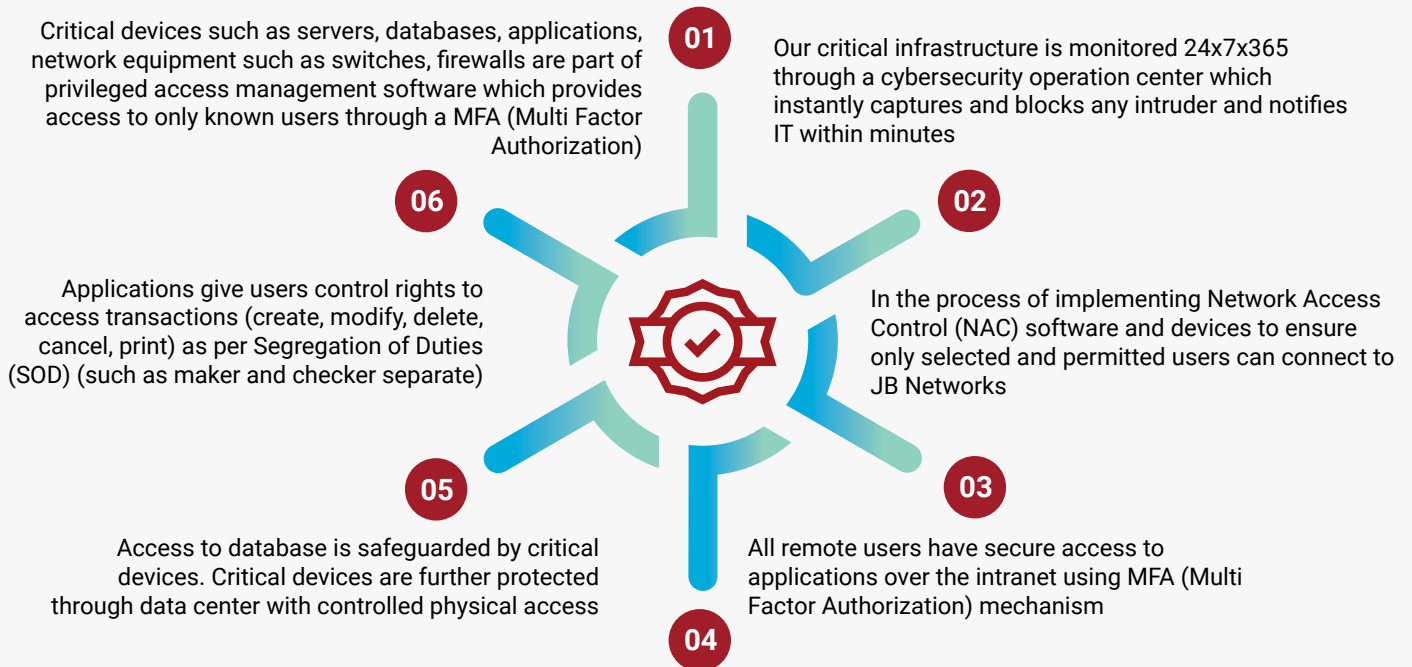 01
Critical devices such as servers, databases, applications,
network equipment such as switches, firewalls are part of
privileged access management software which provides
access to only known users through a MFA (Multi Factor
Authorization)
Our critical infrastructure is monitored 24x7x365
through a cybersecurity operation center which
instantly captures and blocks any intruder and notifies
IT within minutes
02
In the process of implementing Network Access
Control (NAC) software and devices to ensure
only selected and permitted users can connect to
JB Networks
03
All remote users have secure access to
applications over the intranet using MFA (Multi
Factor Authorization) mechanism
04
Access to database is safeguarded by critical
devices. Critical devices are further protected
through data center with controlled physical access
05
Applications give users control rights to
access transactions (create, modify, delete,
cancel, print) as per Segregation of Duties
(SOD) (such as maker and checker separate)
06